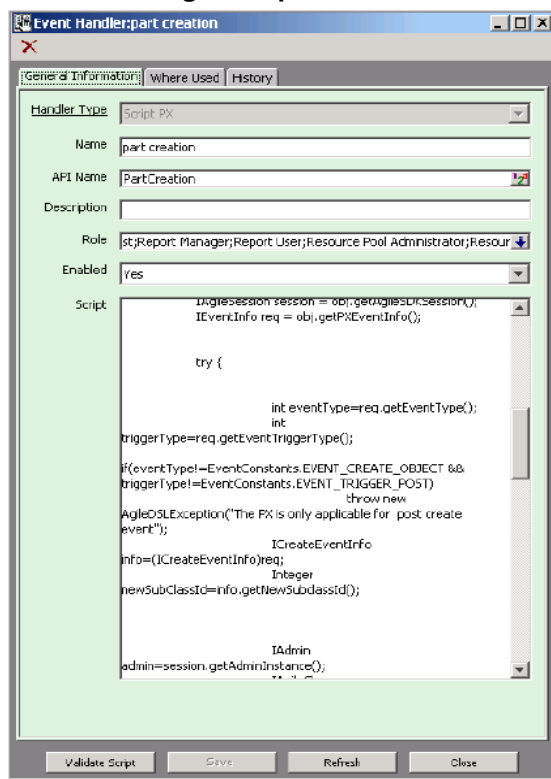 Event Handler:part creation
General Information Where Used History
Handler Type Script PX
Name part creation
API Name PartCreation
Description
Role st;Report Manager;Report User;Resource Pool Administrator;Resour
Enabled Yes
Script
IAgileSession session = obj.getAgileSDKSession();
IEventInfo req = obj.getPXEventInfo();
try {
int eventType=req.getEventType();
int
triggerType=req.getEventTriggerType();
if(eventType!=EventConstants.EVENT_CREATE_OBJECT &&
triggerType!=EventConstants.EVENT_TRIGGER_POST)
throw new
AgileDSLException("The PX is only applicable for post create
event");
ICreateEventInfo
info=(ICreateEventInfo)req;
Integer
newSubClassId=info.getNewSubclassId();
IAdmin
admin=session.getAdminInstance();
Validate Script Save Refresh Close